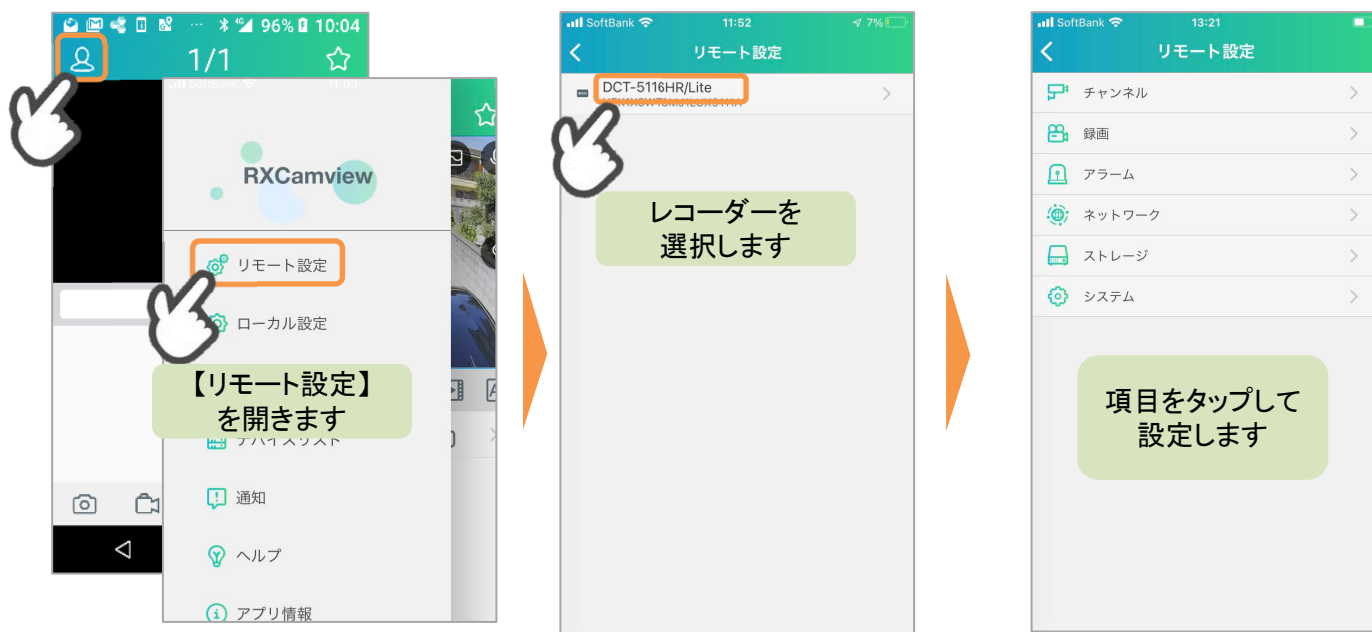 96% 10:04
1/1
RXCamview
リモート設定
ローカル設定
【リモート設定】
を開きます
デバイスリスト
通知
ヘルプ
アプリ情報
SoftBank 11:52 7%
リモート設定
DCT-5116HR/Lite
レコーダーを
選択します
SoftBank 13:21
リモート設定
チャンネル
録画
アラーム
ネットワーク
ストレージ
システム
項目をタップして
設定します